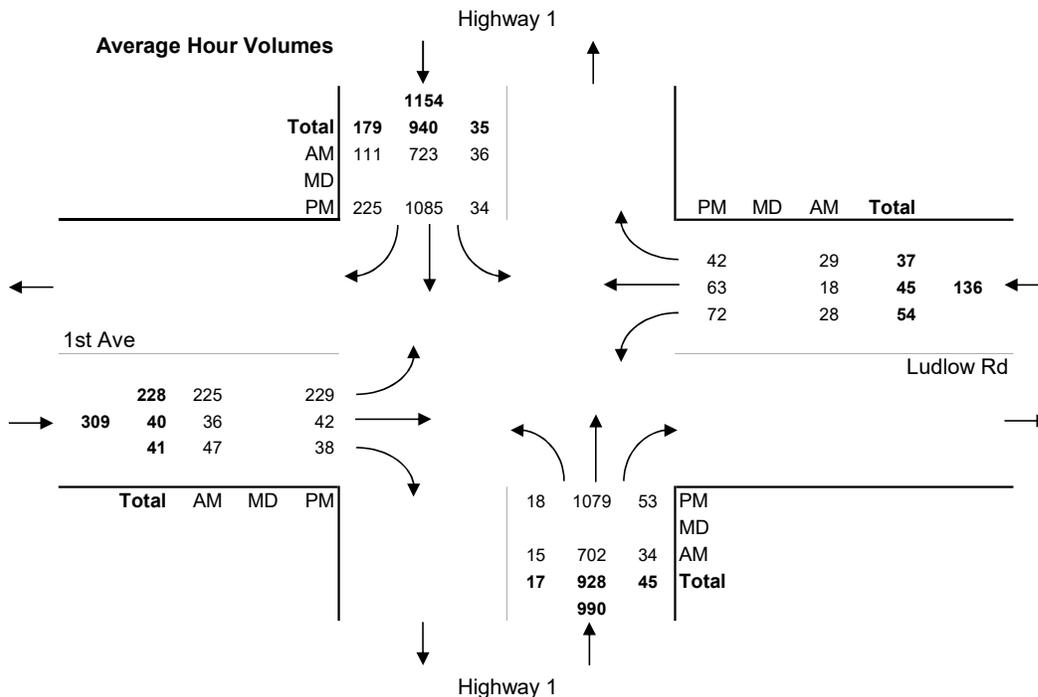 Highway 1
Average Hour Volumes
1154
Total 179 940 35
AM 111 723 36
MD
PM 225 1085 34
PM MD AM Total
42 29 37
63 18 45 136
72 28 54
1st Ave
Ludlow Rd
228 225 229
309 40 36 42
41 47 38
Total AM MD PM
18 1079 53 PM
MD
15 702 34 AM
17 928 45 Total
990
Highway 1